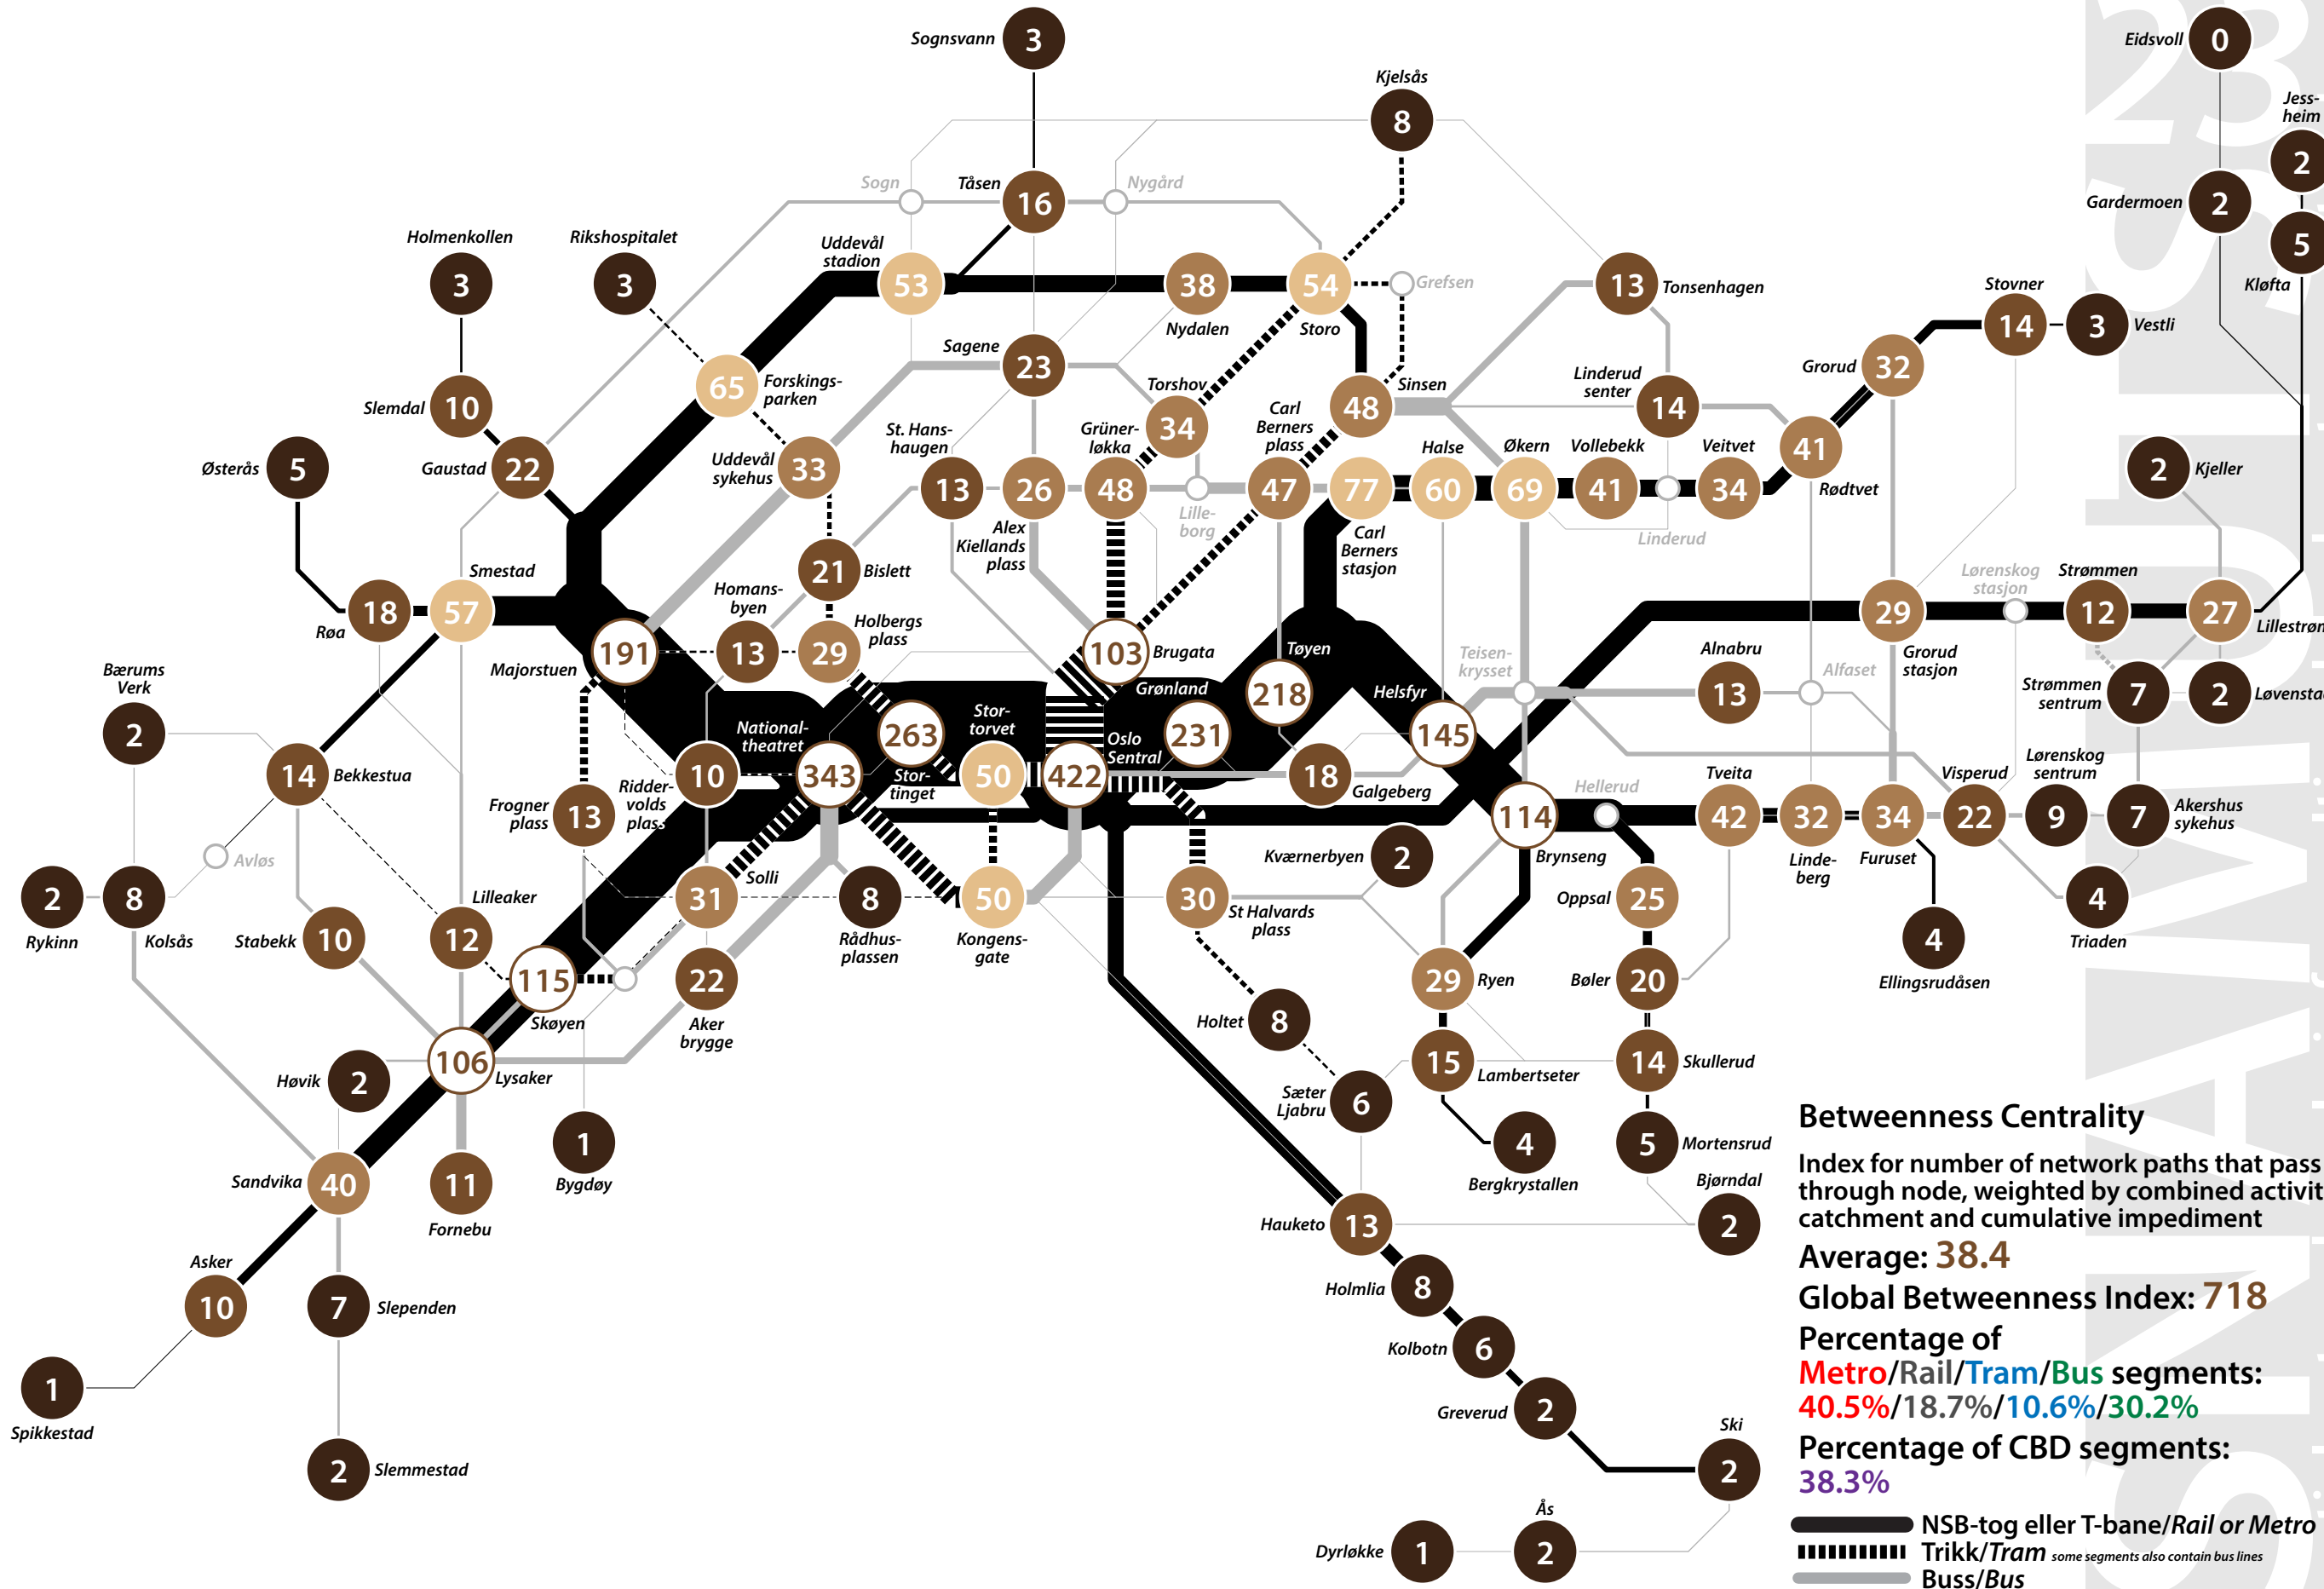 Sognsvann
3
Eidsvoll
0
Kjelsås
8
Jess-
heim
2
Sogn
Tåsen
16
Nygård
Gardermoen
2
Holmenkollen
3
Rikshospitalet
3
Uddevål
stadion
53
38
Nydalen
54
Storo
Grefsen
13
Tonsenhagen
5
Kløfta
Stovner
14
3
Vestli
Sagene
23
65
Forskings-
parken
Torshov
34
Sinsen
48
Linderud
senter
14
Grorud
32
Slemdal
10
St. Hans-
haugen
13
Grüner-
løkka
48
Carl
Berners
plass
47
Halse
60
Økern
69
Vollebekk
41
Veitvet
34
41
Rødtvet
Østerås
5
Gaustad
22
Uddevål
sykehus
33
26
Alex
Kiellands
plass
Lille-
borg
77
Carl
Berners
stasjon
Linderud
2
Kjeller
Smestad
57
18
Røa
21
Bislett
Homans-
byen
13
Holbergs
plass
29
Majorstuen
191
103
Brugata
Grønland
231
Tøyen
218
Helsfyr
145
Teisen-
krysset
Alnabru
13
Alfaset
29
Grorud
stasjon
Lørenskog
stasjon
Strømmen
12
27
Strømmen
sentrum
7
2
Bærums
Verk
2
14
Bekkestua
National-
theatret
343
263
Stor-
tinget
Stor-
torvet
50
422
Oslo
Sentral
18
Galgeberg
10
Ridder-
volds
plass
Frogner
plass
13
114
Brynseng
Hellerud
Tveita
42
32
Linde-
berg
34
Furuset
Visperud
22
Lørenskog
sentrum
9
7
Akershus
sykehus
Avløs
2
Rykinn
8
Kolsås
Stabekk
10
Lilleaker
12
Solli
31
8
Rådhus-
plassen
50
Kongens-
gate
Kværnerbyen
2
30
St Halvards
plass
Oppsal
25
4
Ellingsrudåsen
4
Triaden
115
Skøyen
22
Aker
brygge
29
Ryen
Bøler
20
Holtet
8
Høvik
2
106
Lysaker
15
Lambertseter
14
Skullerud
Sæter
Ljabru
6
1
Bygdøy
4
Bergkrystallen
5
Mortensrud
Sandvika
40
11
Fornebu
Hauketo
13
Bjørndal
2
Asker
10
7
Slependen
Holmlia
8
Kolbotn
6
1
Spikkestad
Greverud
2
Ski
2
2
Slemmestad
Dyrløkke
1
Ås
2
Betweenness Centrality
Index for number of network paths that pass
through node, weighted by combined
catchment and cumulative impediment
Average: 38.4
Global Betweenness Index: 718
Percentage of
Metro/Rail/Tram/Bus segments:
40.5%/18.7%/10.6%/30.2%
Percentage of CBD segments:
38.3%
NSB-tog eller T-bane/Rail or Metro
Trikk/Tram some segments also contain bus lines
Buss/Bus